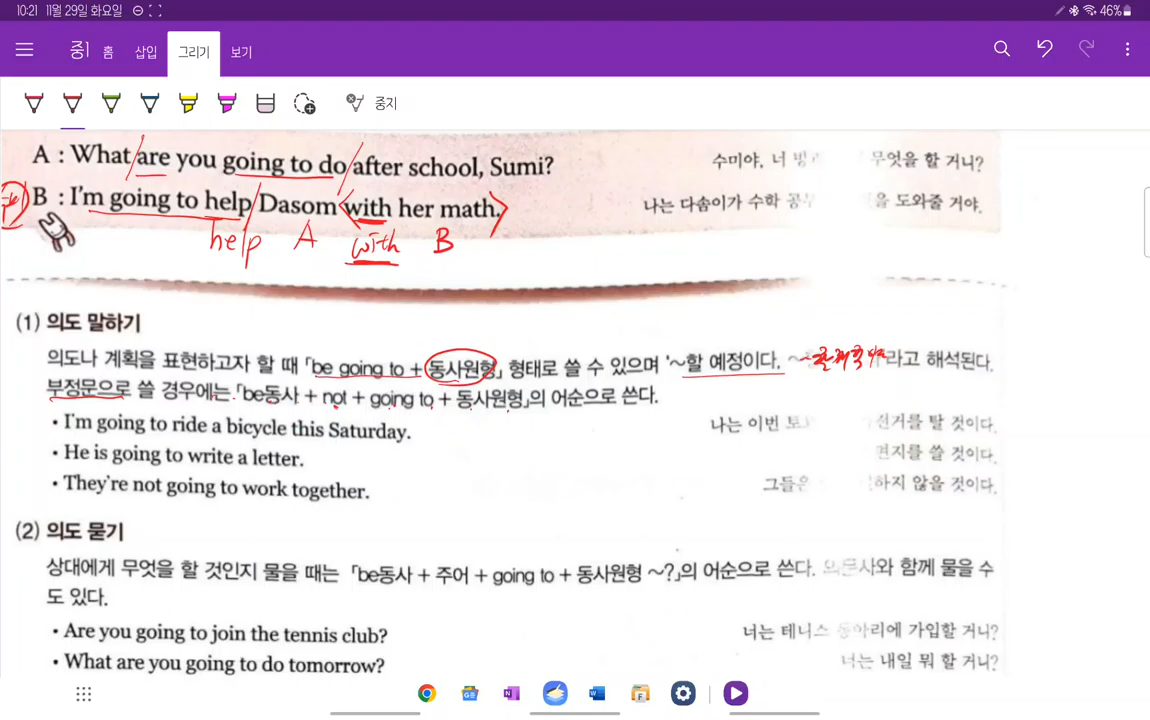 10:21 11월 29일 화요일
46%
중1 홈 삽입 그리기 보기
중지
A : What are you going to do after school, Sumi?
수미야, 너 무엇을 할 거니?
B : I'm going to help Dasom with her math.
나는 다솜이가 수학 을 도와줄 거야.
help A with B
(1) 의도 말하기
의도나 계획을 표현하고자 할 때 「be going to + 동사원형」 형태로 쓸 수 있으며 '~할 예정이다, 라고 해석된다.
부정문으로 쓸 경우에는 「be동사 + not + going to + 동사원형」의 어순으로 쓴다.
• I'm going to ride a bicycle this Saturday.
나는 이번 탈 것이다.
• He is going to write a letter.
편지를 쓸 것이다.
• They're not going to work together.
그들은 하지 않을 것이다.
(2) 의도 묻기
상대에게 무엇을 할 것인지 물을 때는 「be동사 + 주어 + going to + 동사원형 ~?」의 어순으로 쓴다. 의문사와 함께 물을 수
도 있다.
• Are you going to join the tennis club?
너는 테니스 동아리에 가입할 거니?
• What are you going to do tomorrow?
너는 내일 뭐 할 거니?